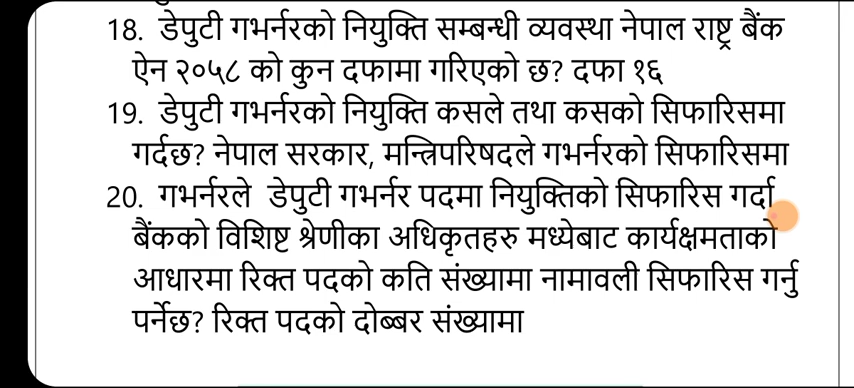 18. डेपुटी गभर्नरको नियुक्ति सम्बन्धी व्यवस्था नेपाल राष्ट्र बैंक
ऐन २०५८ को कुन दफामा गरिएको छ? दफा १६
19. डेपुटी गभर्नरको नियुक्ति कसले तथा कसको सिफारिसमा
गर्दछ? नेपाल सरकार, मन्त्रिपरिषदले गभर्नरको सिफारिसमा
20. गभर्नरले डेपुटी गभर्नर पदमा नियुक्तिको सिफारिस गर्दा
बैंकको विशिष्ट श्रेणीका अधिकृतहरु मध्येबाट कार्यक्षमताको
आधारमा रिक्त पदको कति संख्यामा नामावली सिफारिस गर्नु
पर्नेछ? रिक्त पदको दोब्बर संख्यामा